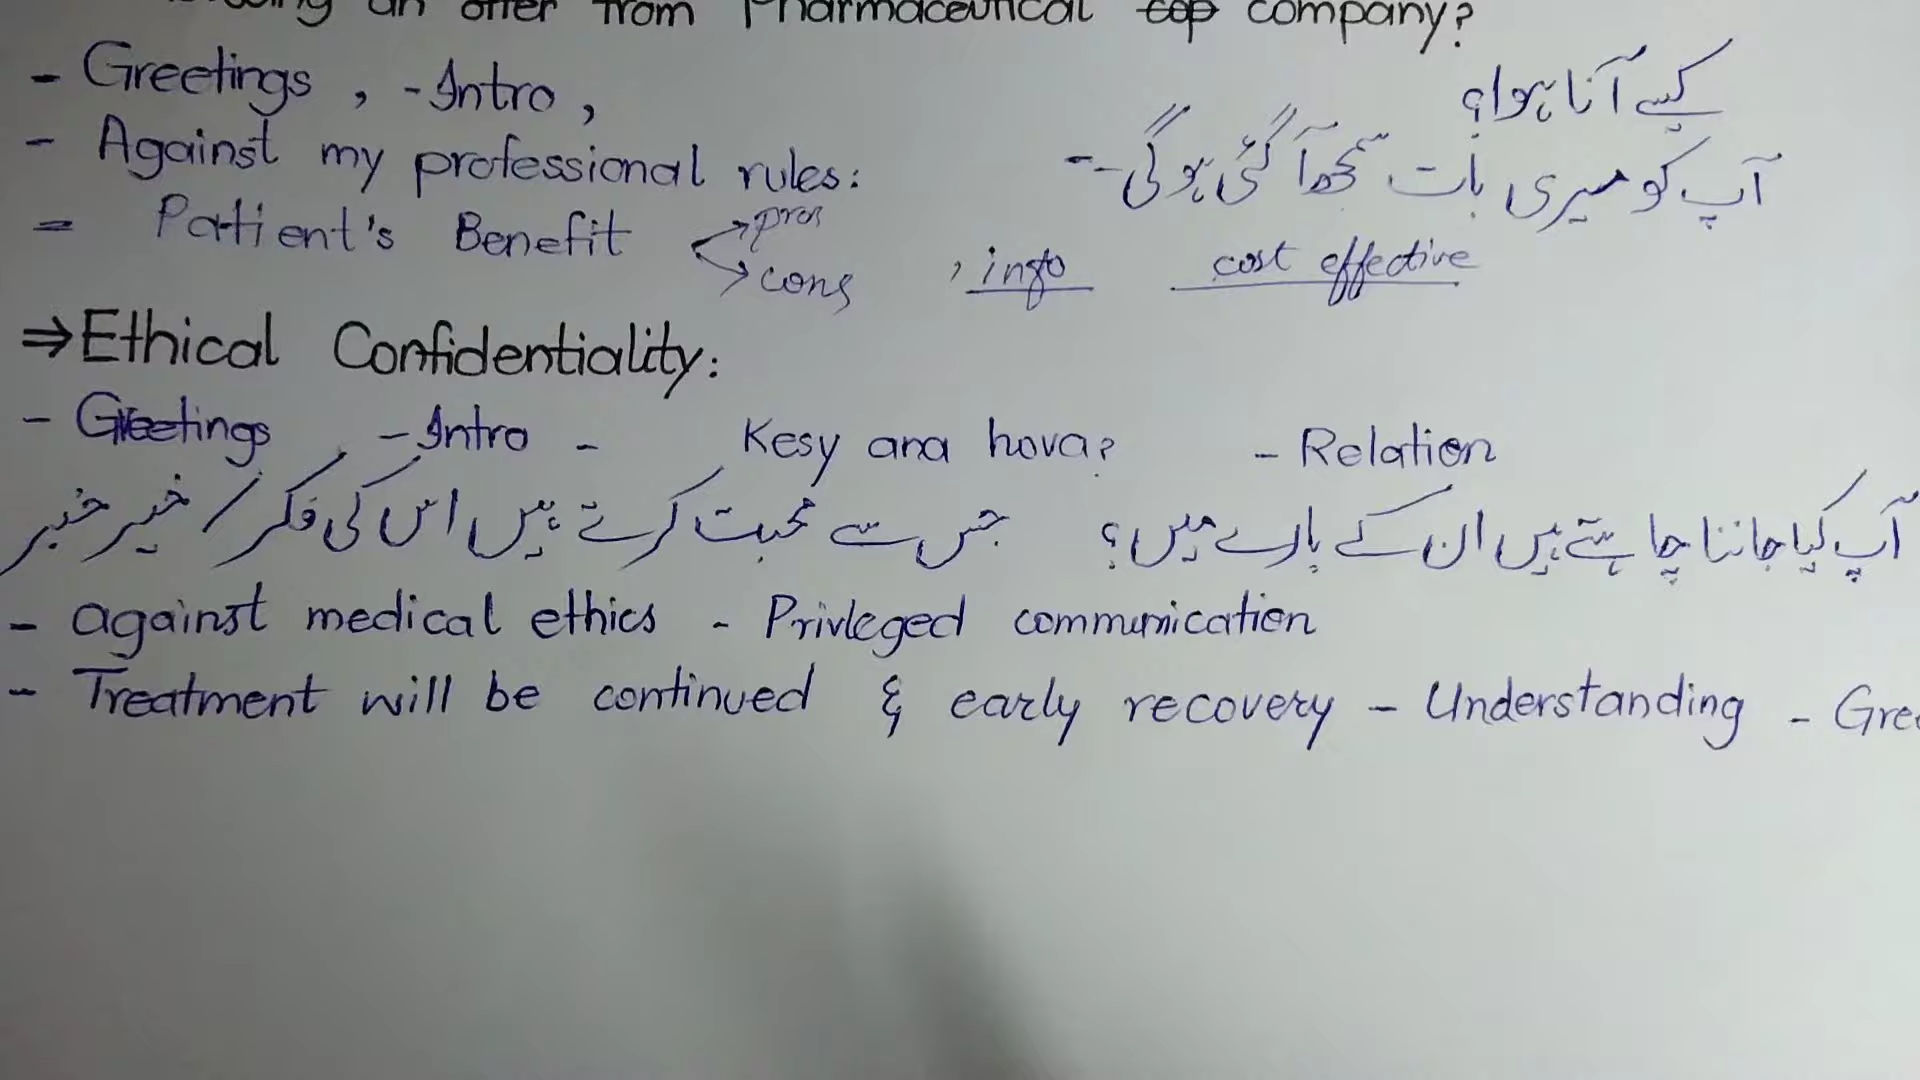 an offer from Pharmaceutical cop company?
- Greetings , - Intro , کیسے آنا ہوا؟
- Against my professional rules: آپ کو میری بات سمجھ آ گئی ہو گی --
= Patient's Benefit pros cons , info cost effective
⇒ Ethical Confidentiality:
- Greetings - Intro - Kesy ana hova? - Relation
آپ کیا جاننا چاہتے ہیں ان کے بارے میں؟ جس سے محبت کرتے ہیں اس کی فکر / خیر خبر
- against medical ethics - Privleged communication
- Treatment will be continued & early recovery - Understanding - Gree